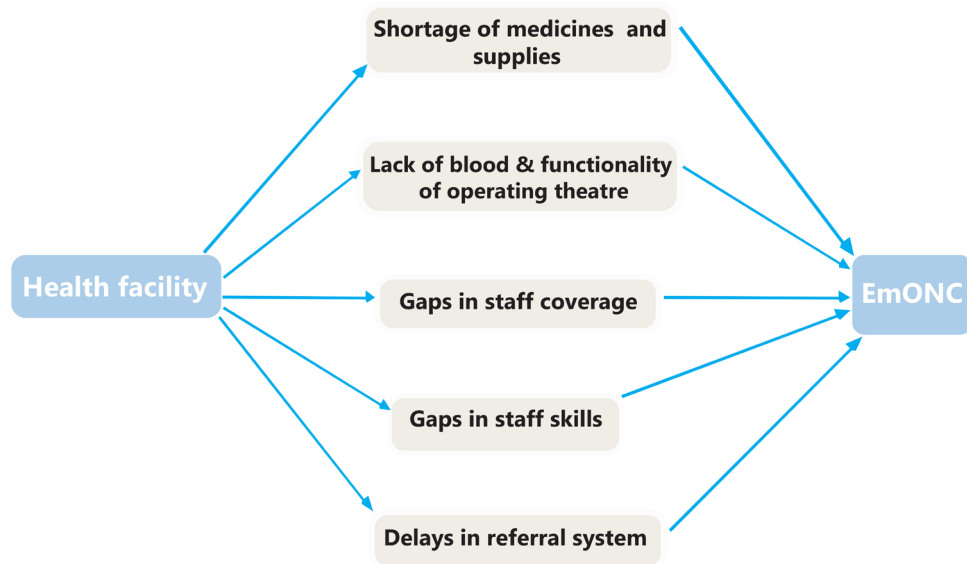 Shortage of medicines and
supplies
Lack of blood & functionality
of operating theatre
Health facility
Gaps in staff coverage
EmONC
Gaps in staff skills
Delays in referral system